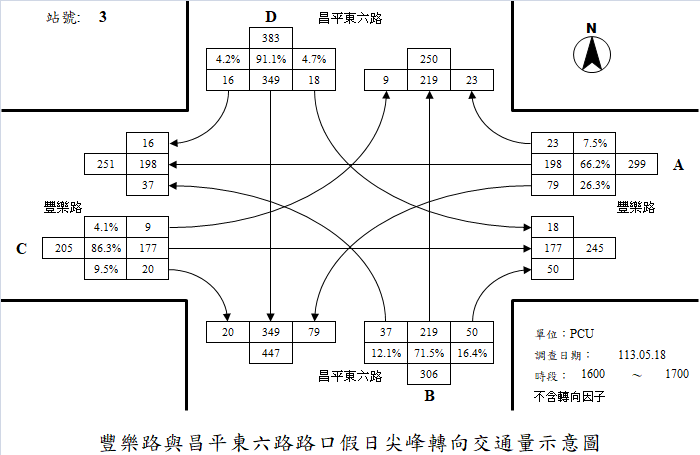 站號: 3
D
昌平東六路
N
383
4.2% 91.1% 4.7%
16 349 18
250
9 219 23
16
251 198
37
23 7.5%
198 66.2% 299
79 26.3%
A
豐樂路
豐樂路
4.1% 9
C 205 86.3% 177
9.5% 20
18
177 245
50
20 349 79
447
37 219 50
12.1% 71.5% 16.4%
306
昌平東六路
B
單位：PCU
調查日期： 113.05.18
時段： 1600 ～ 1700
不含轉向因子
豐樂路與昌平東六路路口假日尖峰轉向交通量示意圖